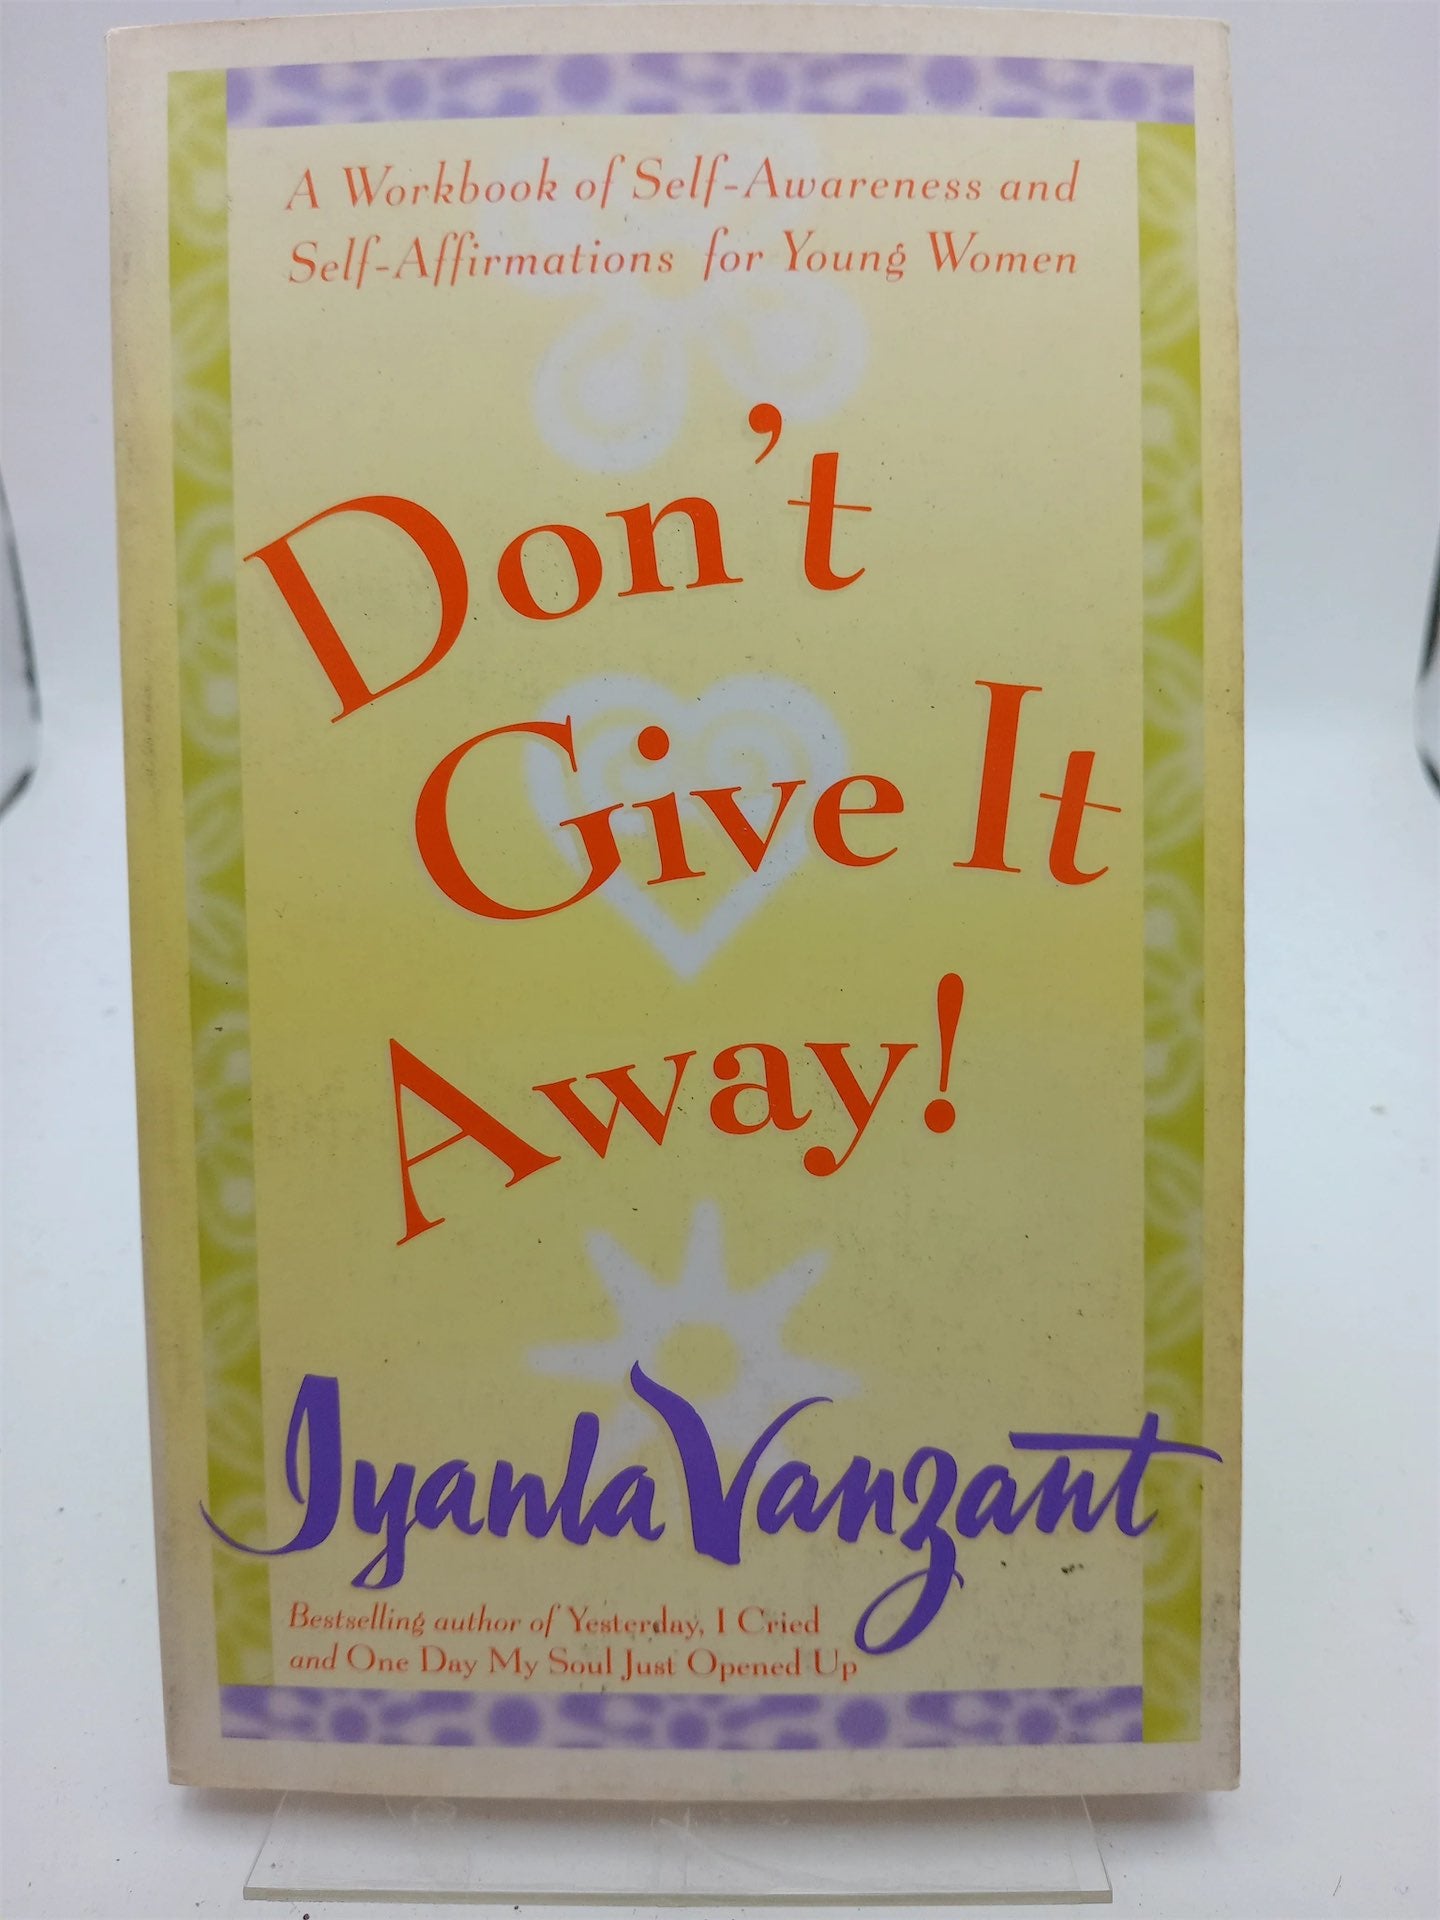 A Workbook of Self-Awareness and
Self-Affirmations for Young Women
Don't
Give It
Away!
Iyanla Vanzant
Bestselling author of Yesterday, I Cried
and One Day My Soul Just Opened Up